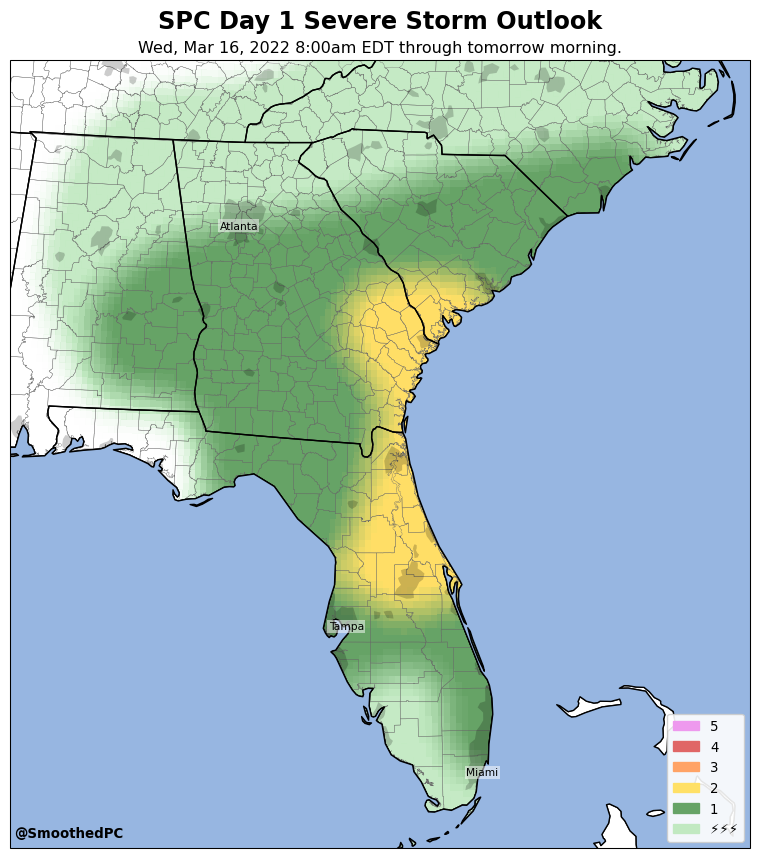 SPC Day 1 Severe Storm Outlook
Wed, Mar 16, 2022 8:00am EDT through tomorrow morning.
Atlanta
Tampa
Miami
5
4
3
2
1
⚡⚡⚡
@SmoothedPC